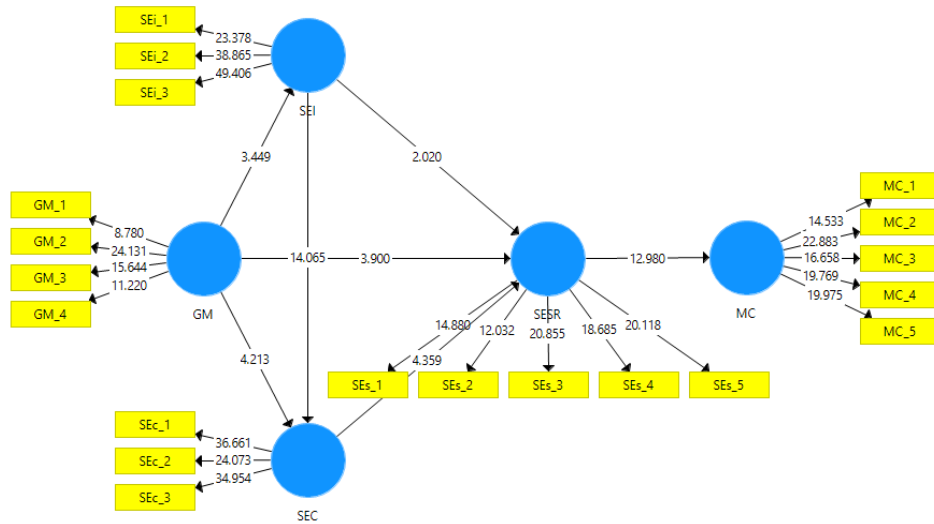 SEi_1
23.378
SEi_2
38.865
SEi_3
49.406
SEI
3.449
2.020
GM_1
8.780
GM_2
24.131
GM_3
15.644
GM_4
11.220
GM
14.065
3.900
SESR
12.980
MC
MC_1
14.533
MC_2
22.883
MC_3
16.658
MC_4
19.769
MC_5
19.975
4.213
4.359
14.880
12.032
20.855
18.685
20.118
SEs_1
SEs_2
SEs_3
SEs_4
SEs_5
SEc_1
36.661
SEc_2
24.073
SEc_3
34.954
SEC